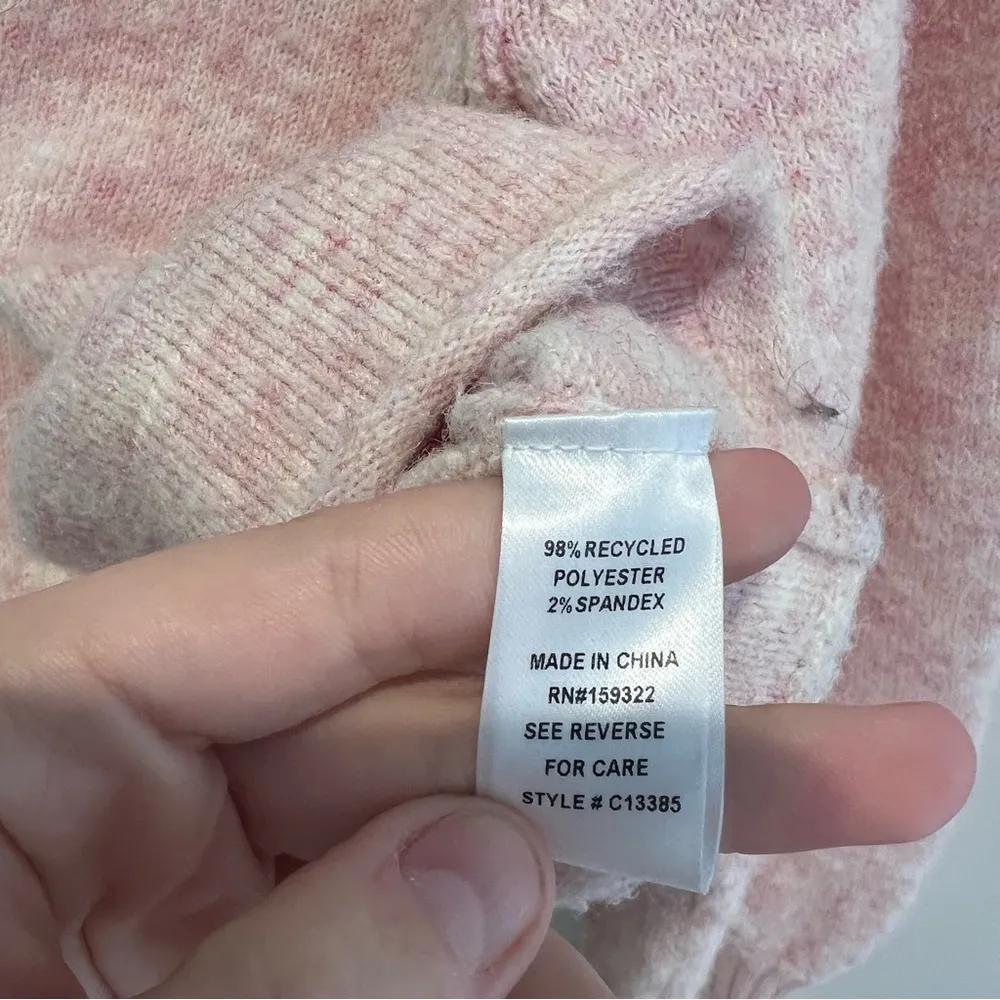 98% RECYCLED
POLYESTER
2% SPANDEX
MADE IN CHINA
RN#159322
SEE REVERSE
FOR CARE
STYLE # C13385